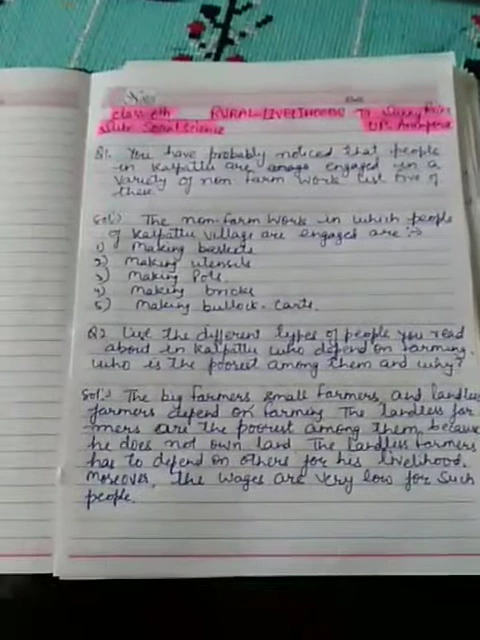 Class 6th RURAL-LIVELIHOODS
Sub: Social Science
Q1. You have probably noticed that people
in Kalpattu are engaged in a
variety of non farm work List five of
these
Sol:) The non-farm work in which people
of Kalpattu village are engaged are :->
1) Making baskets
2) Making utensils
3) Making Pots.
4) Making bricks
5) Making bullock-carts.
Q2 List the different types of people you read
about in Kalpattu who depend on farming.
Who is the poorest among them and why?
Sol:) The big farmers small farmers and landless
farmers depend on farming The landless far
mers are the poorest among them, because
he does not own land The landless farmers
has to depend on others for his livelihood.
Moreover, the wages are very low for such
people.